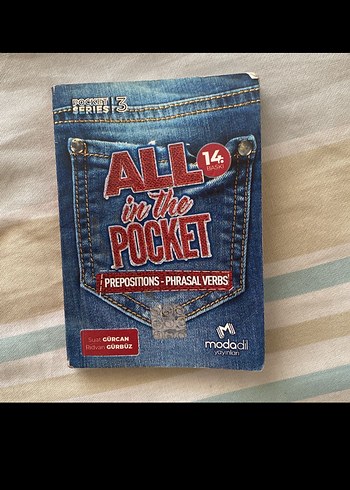 POCKET
SERIES 3
14.
BASKI
ALL
in the
POCKET
PREPOSITIONS - PHRASAL VERBS
Suat GÜRCAN
Rıdvan GÜRBÜZ
modadil
yayınları